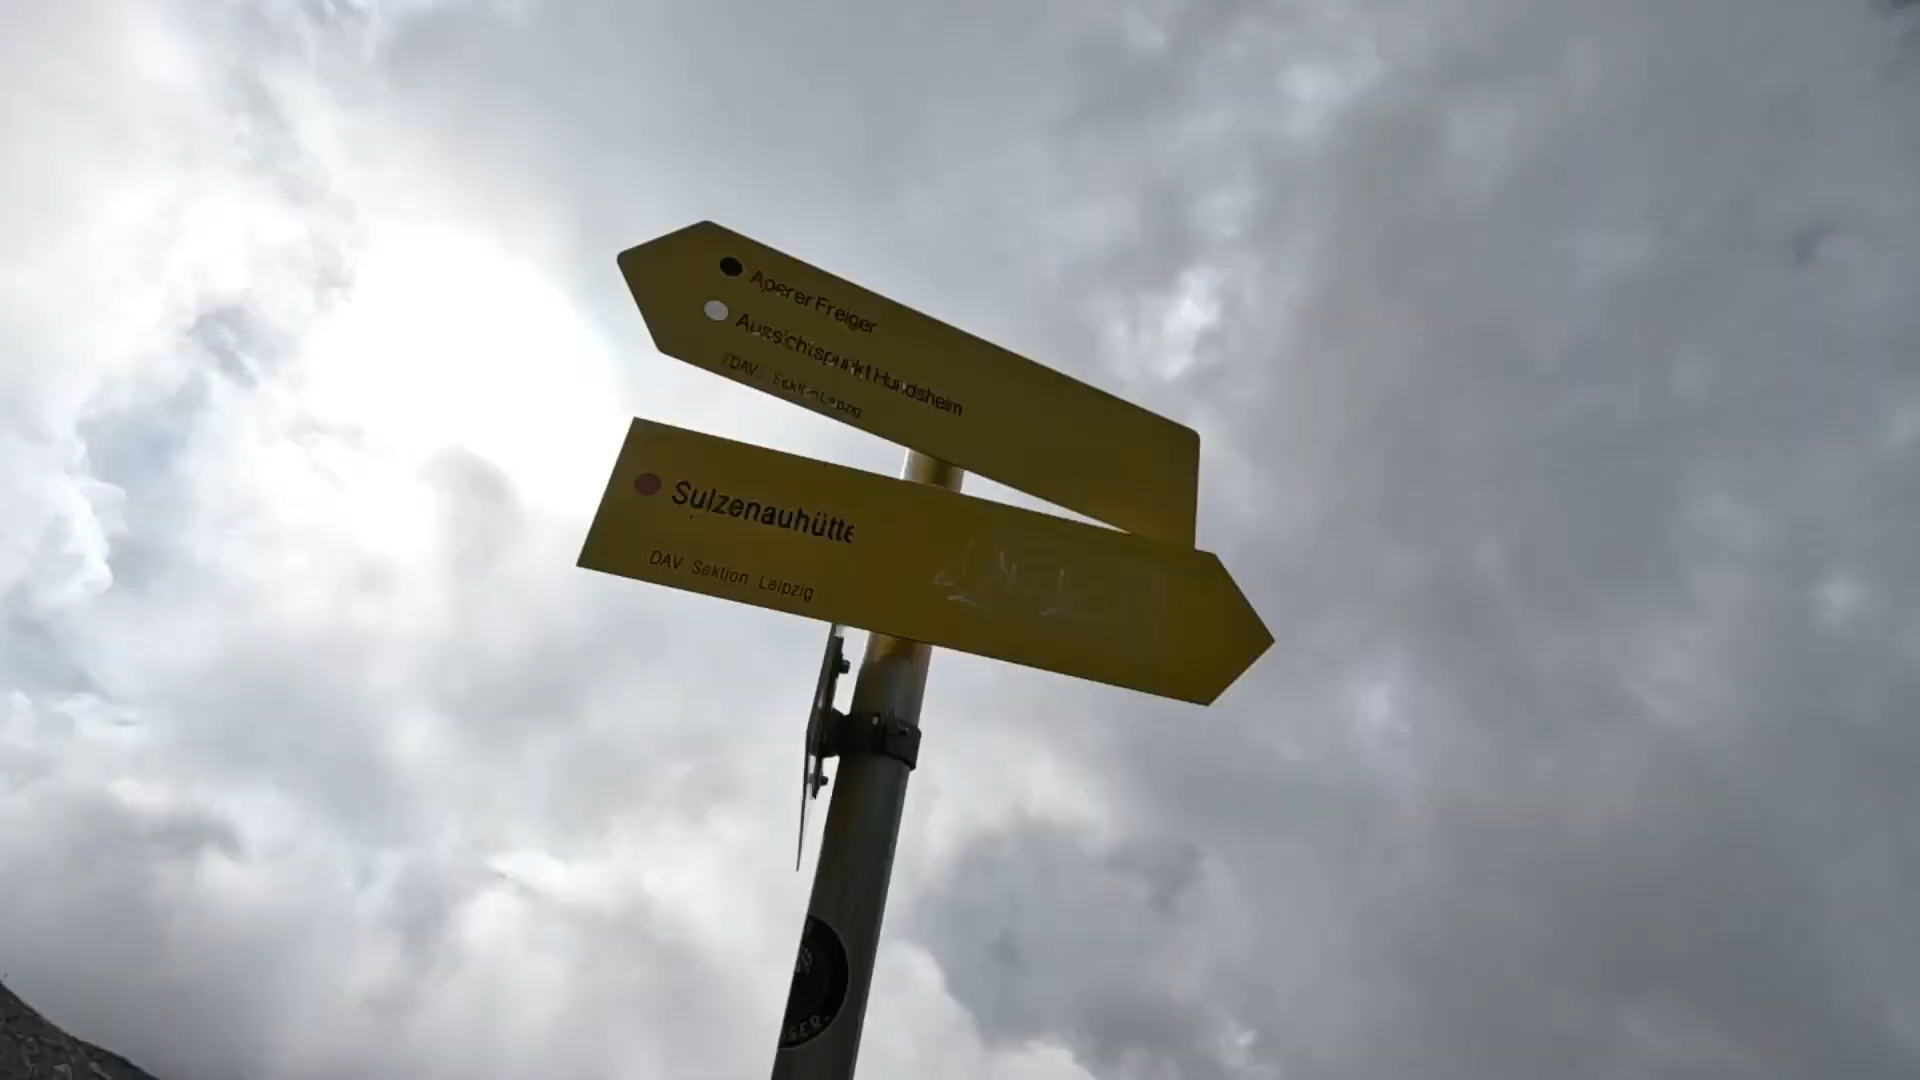 Aperer Freiger
Aussichtspunkt Hundsheim
(DAV) Sektion Leipzig
Sulzenauhütte
DAV Sektion Leipzig